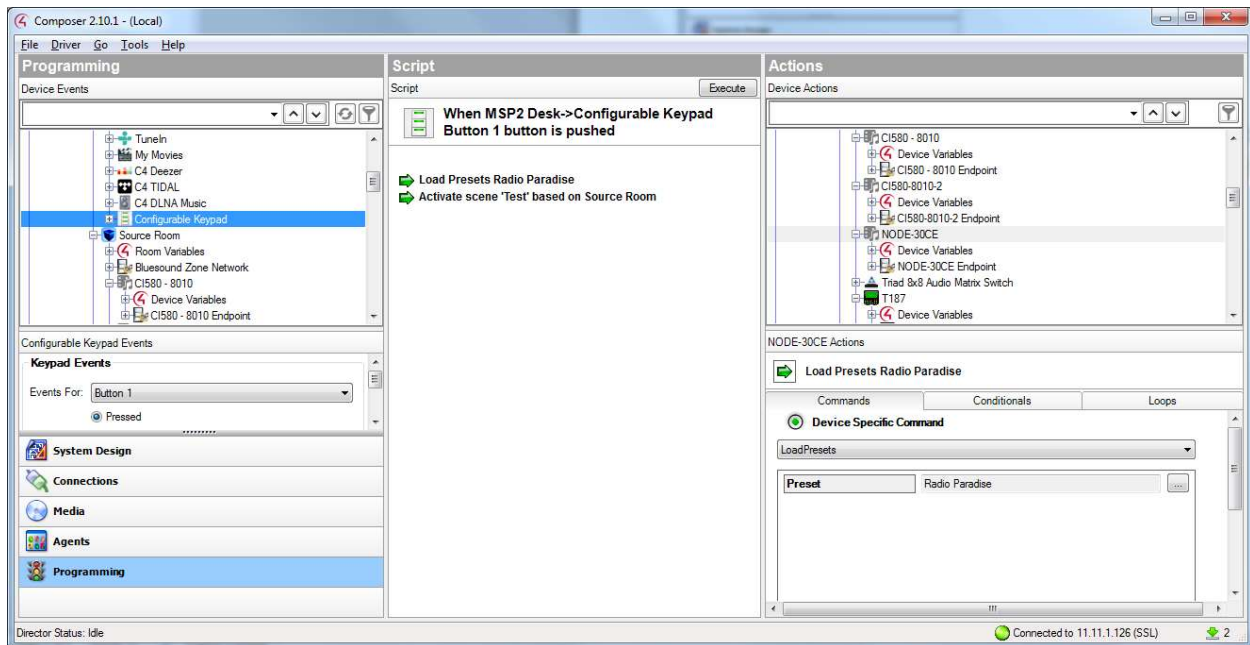 Composer 2.10.1 - (Local)
File Driver Go Tools Help
Programming
Device Events
TuneIn
My Movies
C4 Deezer
C4 TIDAL
C4 DLNA Music
Configurable Keypad
Source Room
Room Variables
Bluesound Zone Network
CI580 - 8010
Device Variables
CI580 - 8010 Endpoint
Configurable Keypad Events
Keypad Events
Events For: Button 1
Pressed
System Design
Connections
Media
Agents
Programming
Script
Script Execute
When MSP2 Desk->Configurable Keypad
Button 1 button is pushed
Load Presets Radio Paradise
Activate scene 'Test' based on Source Room
Actions
Device Actions
CI580 - 8010
Device Variables
CI580 - 8010 Endpoint
CI580-8010-2
Device Variables
CI580-8010-2 Endpoint
NODE-30CE
Device Variables
NODE-30CE Endpoint
Triad 8x8 Audio Matrix Switch
T187
Device Variables
NODE-30CE Actions
Load Presets Radio Paradise
Commands Conditionals Loops
Device Specific Command
LoadPresets
Preset Radio Paradise ...
Director Status: Idle
Connected to 11.11.1.126 (SSL) 2